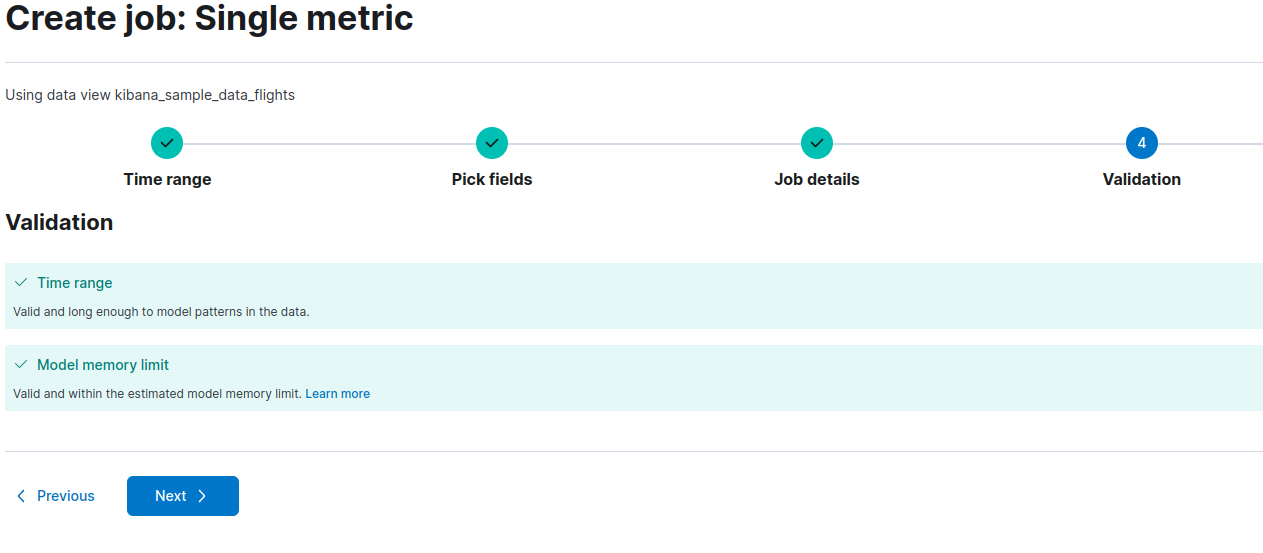 Create job: Single metric
Using data view kibana_sample_data_flights
4
Time range
Pick fields
Job details
Validation
Validation
Time range
Valid and long enough to model patterns in the data.
Model memory limit
Valid and within the estimated model memory limit. Learn more
Previous
Next